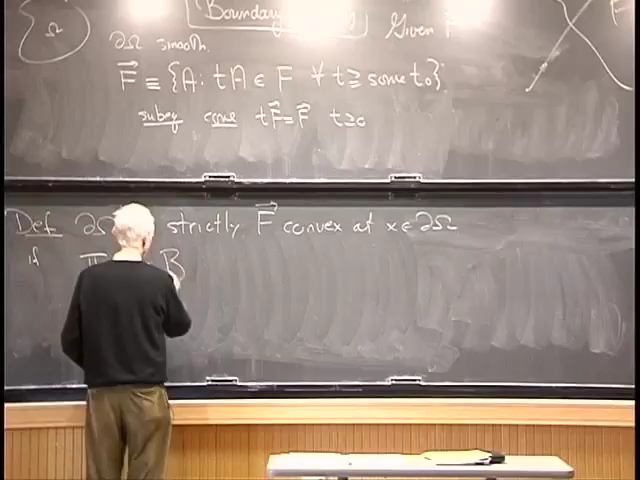 Boundary
Given F
Ω
∂Ω smooth.
F⃗ ≡ {A : tA ∈ F ∀ t ≥ some t₀}.
subeq cone tF⃗ = F⃗ t ≥ 0
Def ∂Ω strictly F⃗ convex at x ∈ ∂Ω
if B